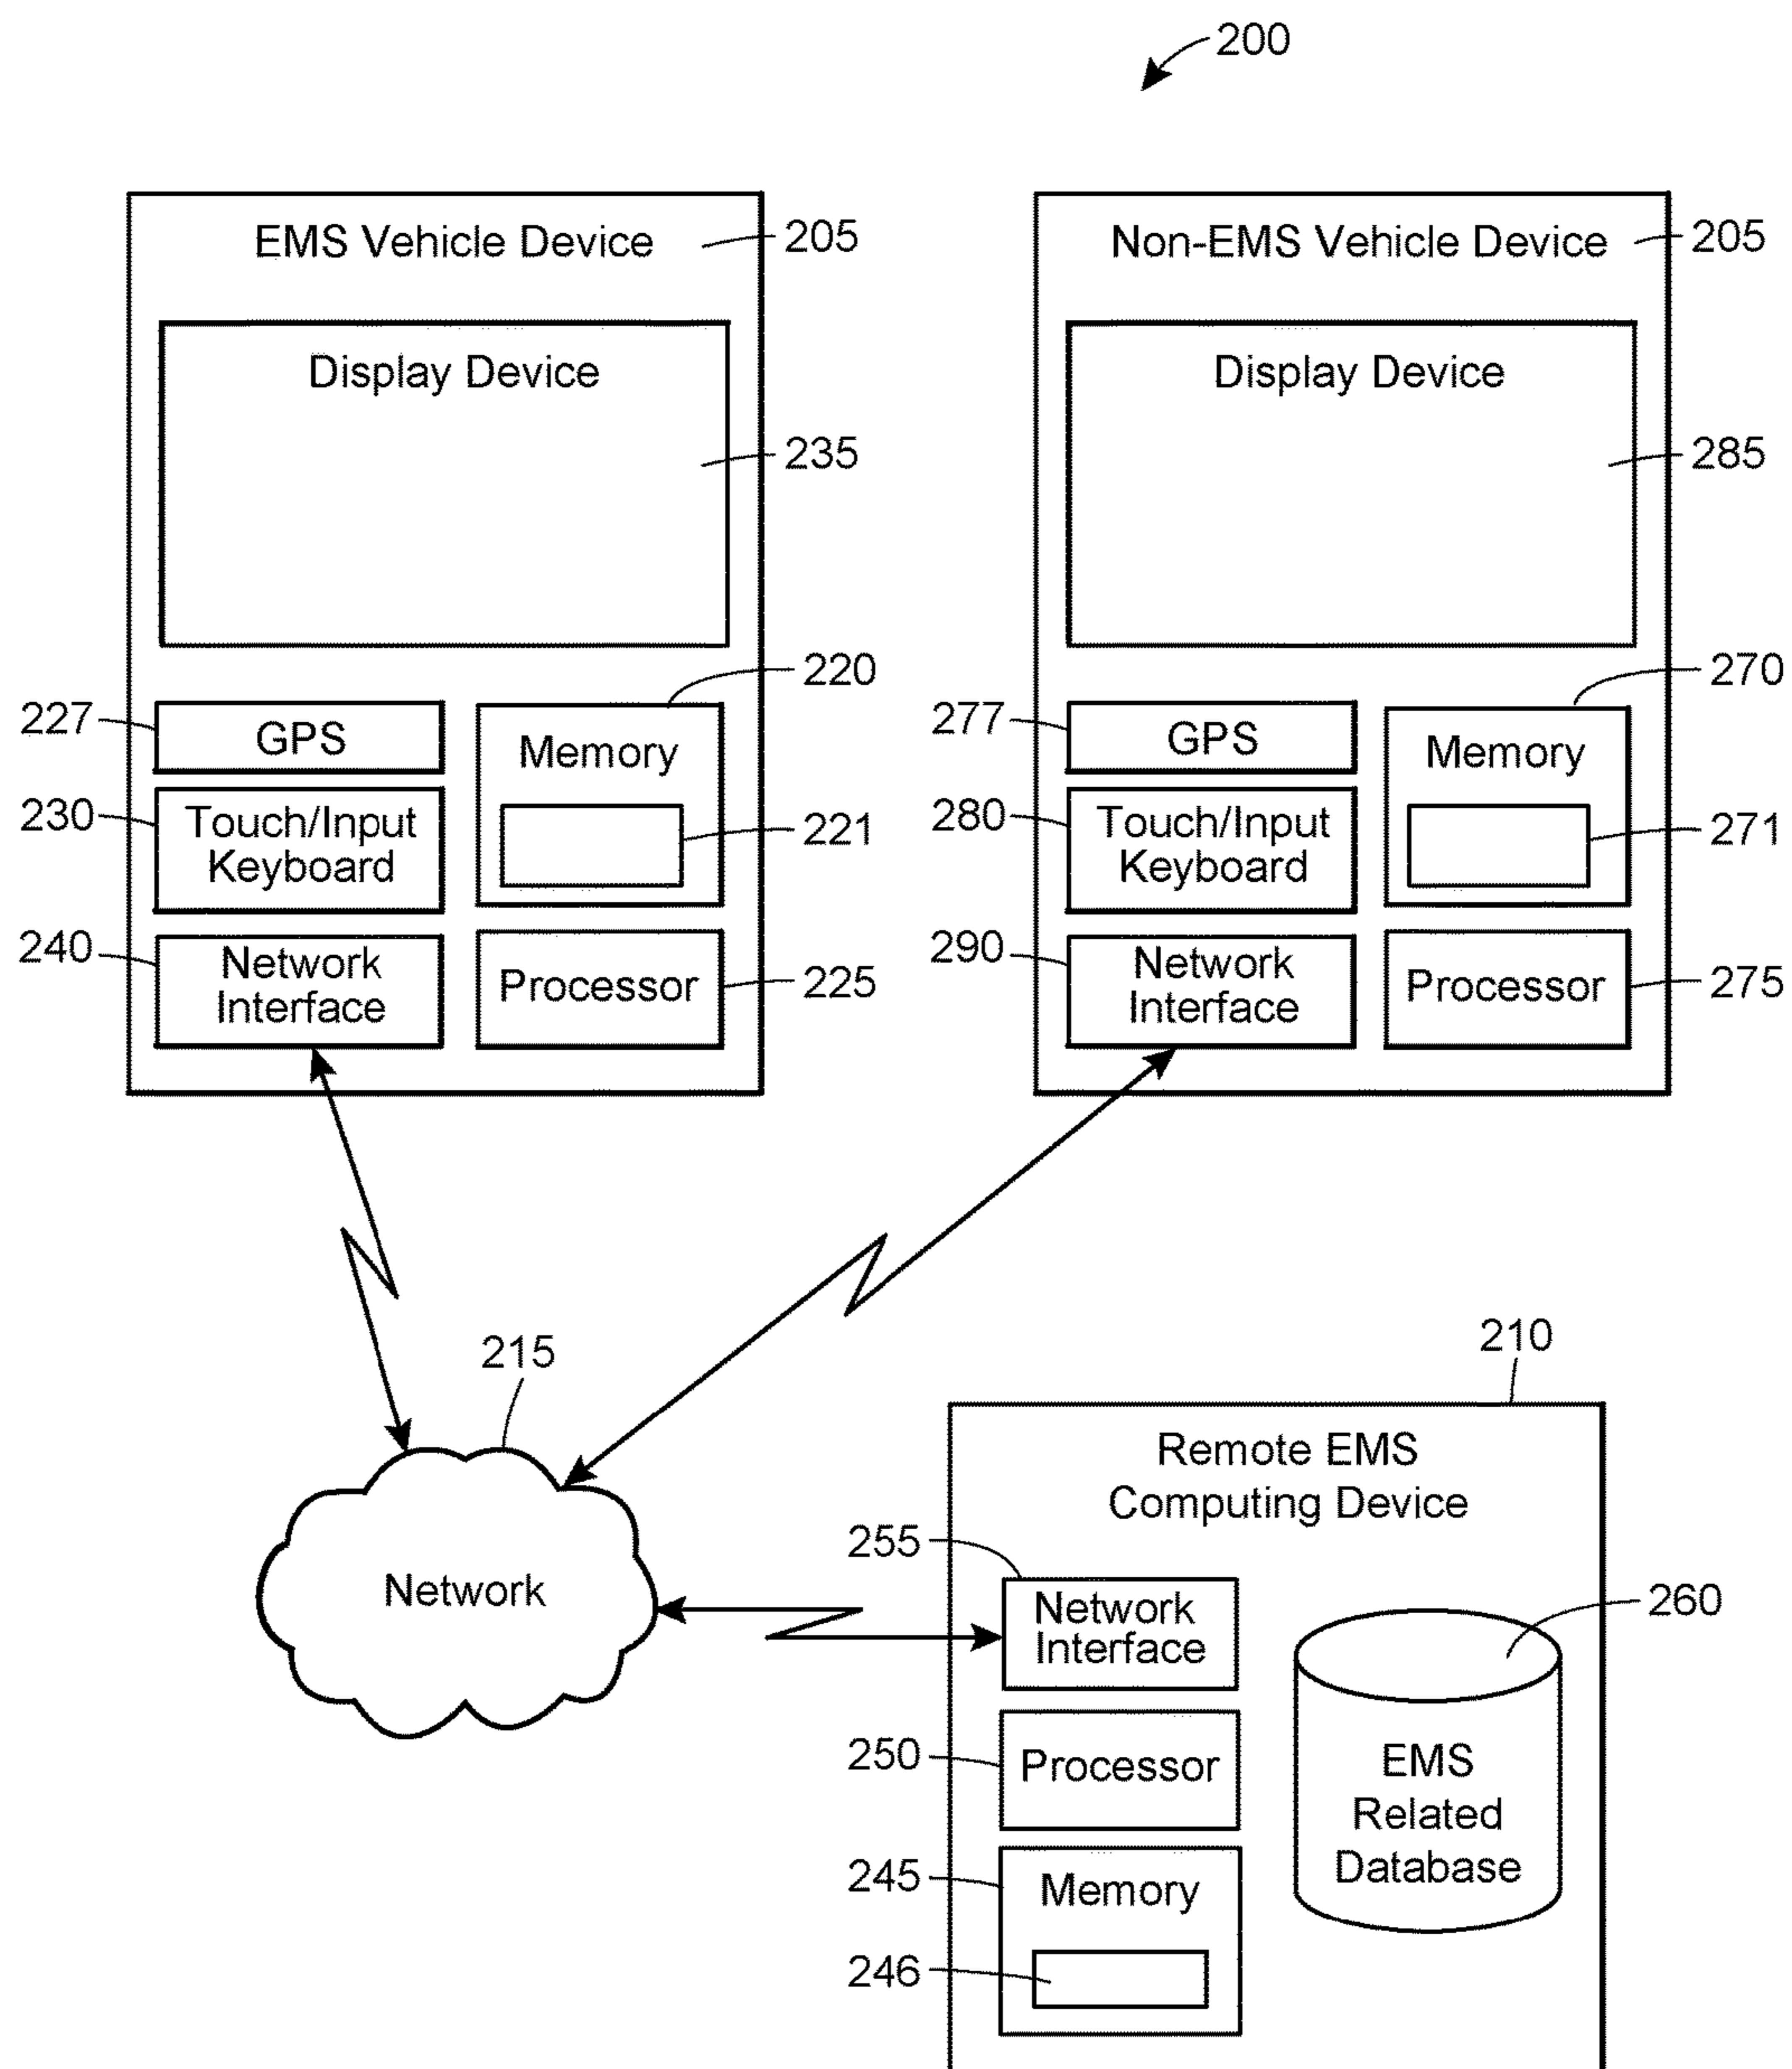 200
EMS Vehicle Device
205
Display Device
235
220
227
GPS
Memory
230
Touch/Input
Keyboard
221
240
Network
Interface
Processor
225
Non-EMS Vehicle Device
205
Display Device
285
270
277
GPS
Memory
280
Touch/Input
Keyboard
271
290
Network
Interface
Processor
275
215
Network
210
Remote EMS
Computing Device
255
Network
Interface
260
250
Processor
EMS
Related
Database
245
Memory
246